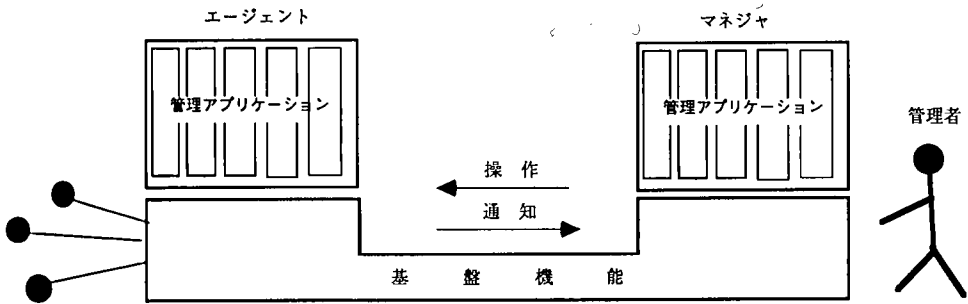 エージェント
マネジャ
管理アプリケーション
管理アプリケーション
管理者
操作
通知
基盤機能